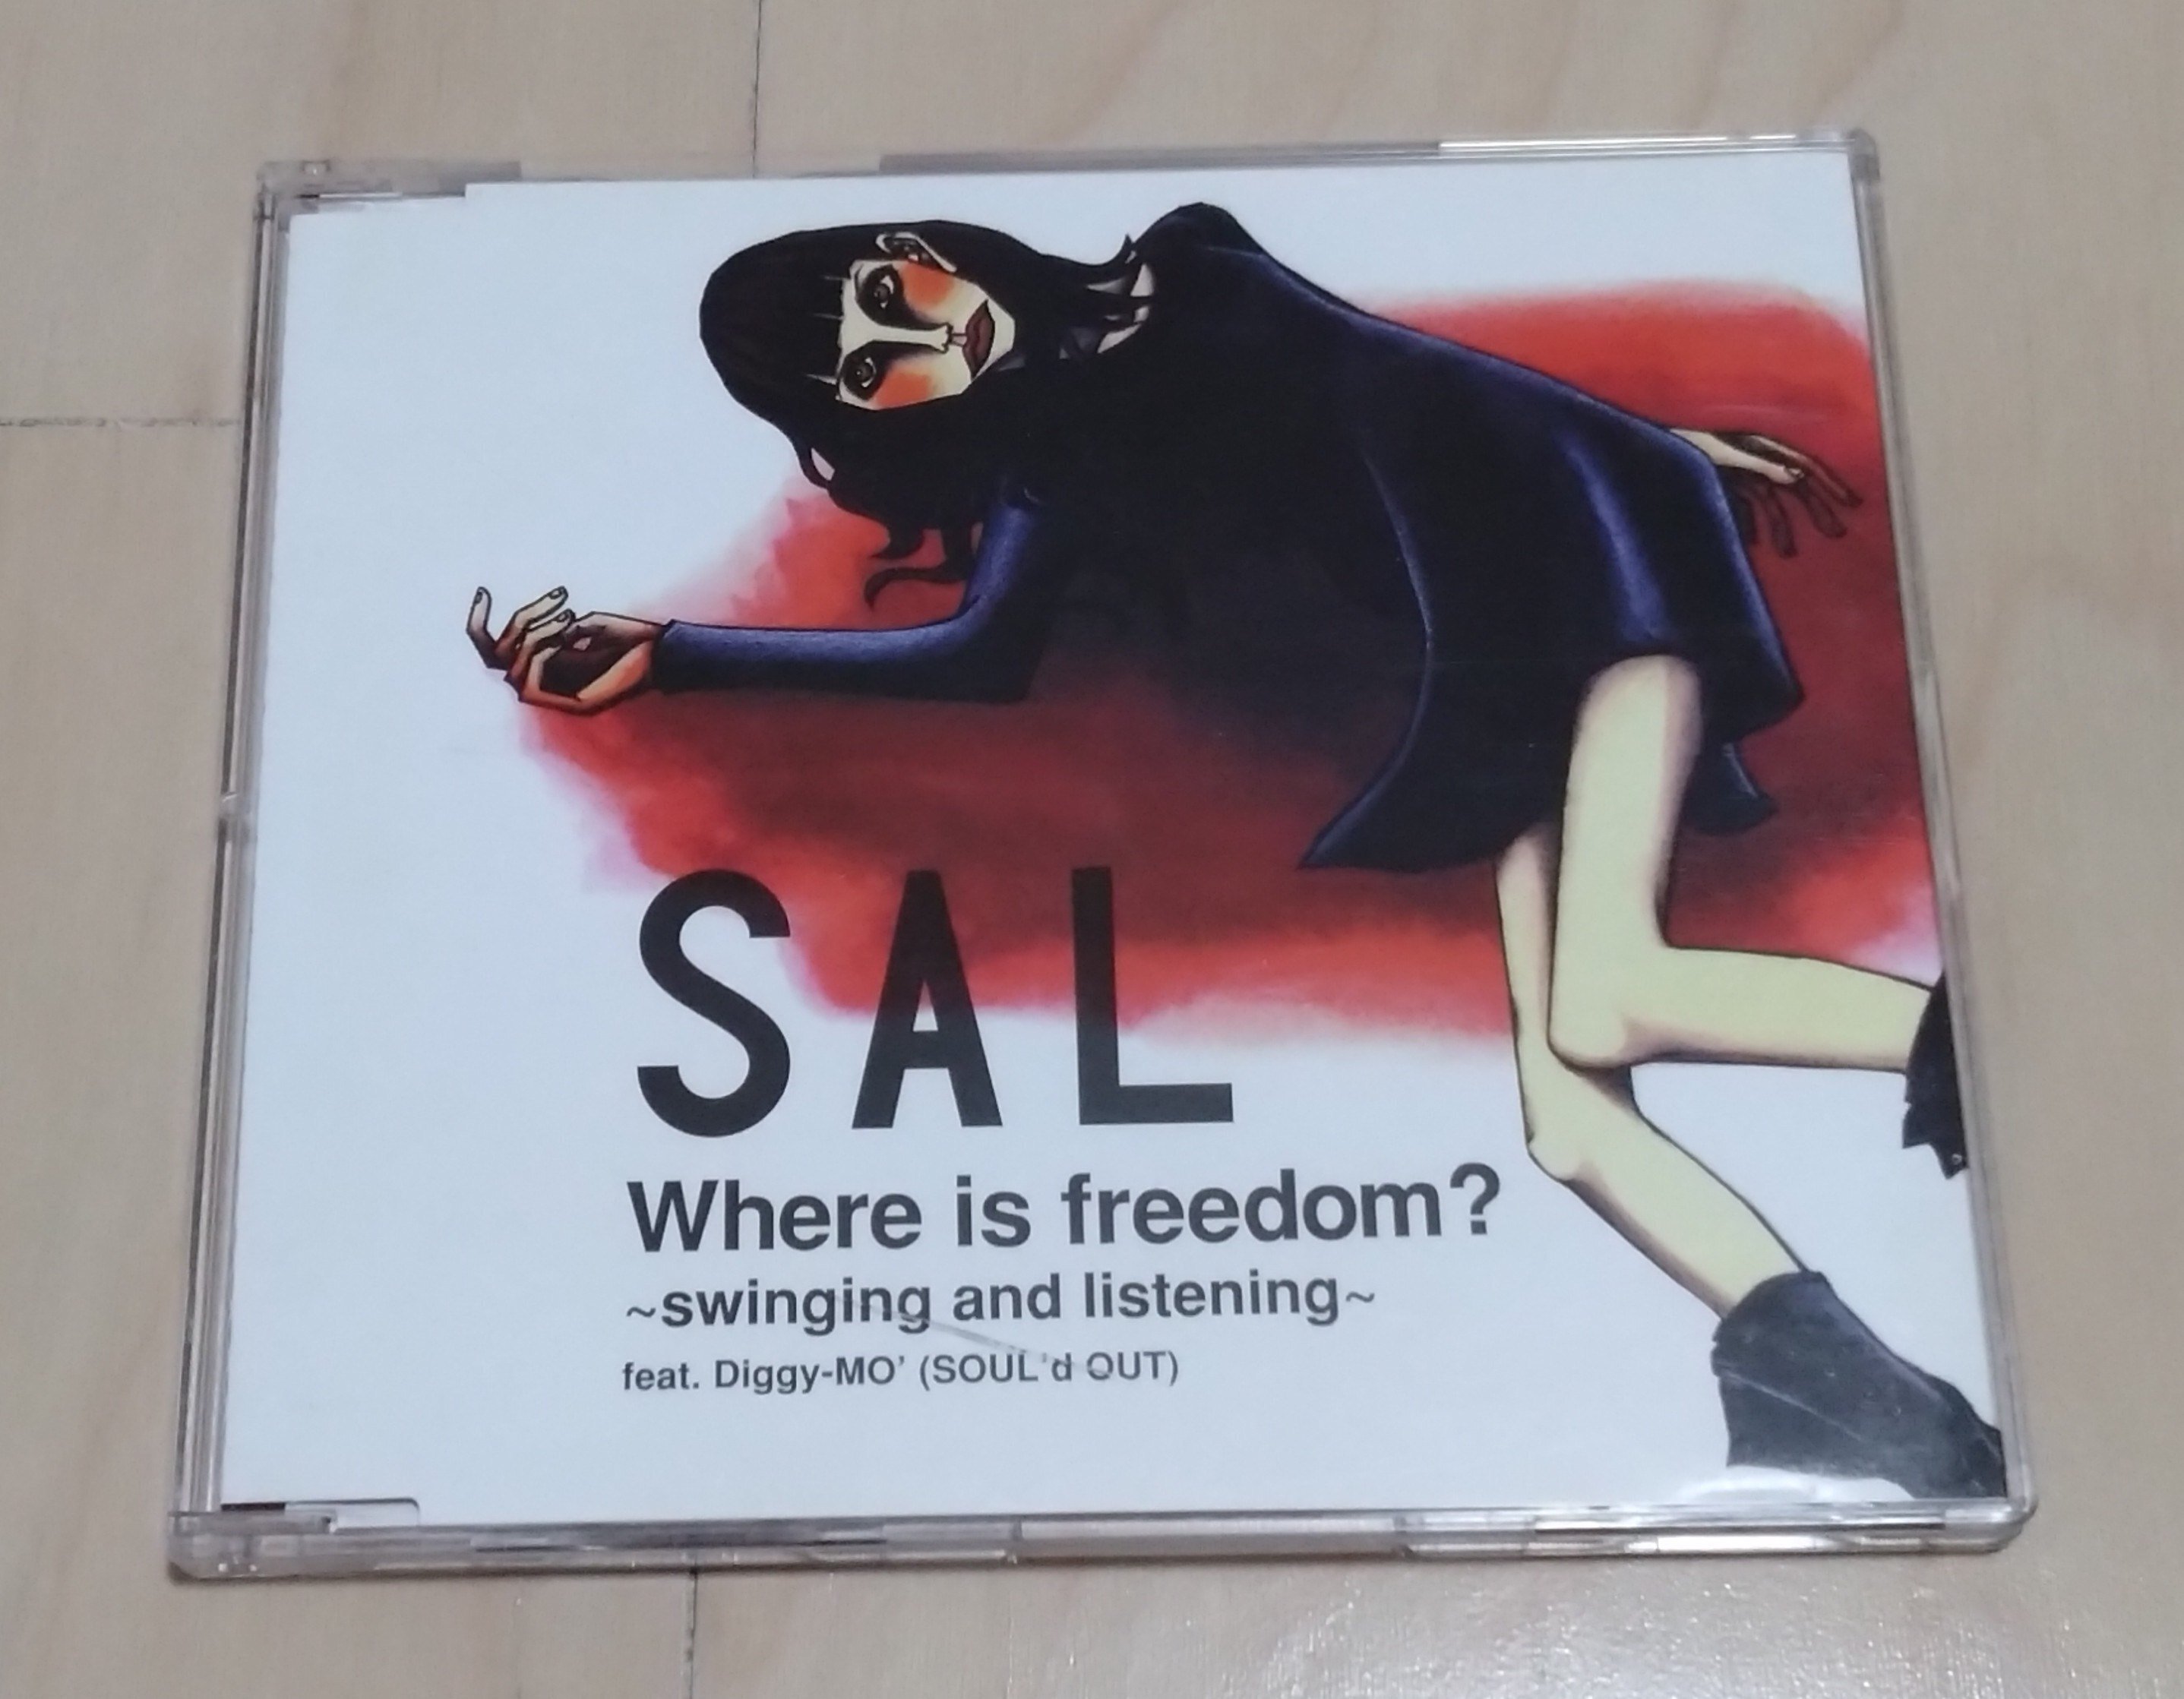 SAL
Where is freedom?
~swinging and listening~
feat. Diggy-MO' (SOUL'd OUT)